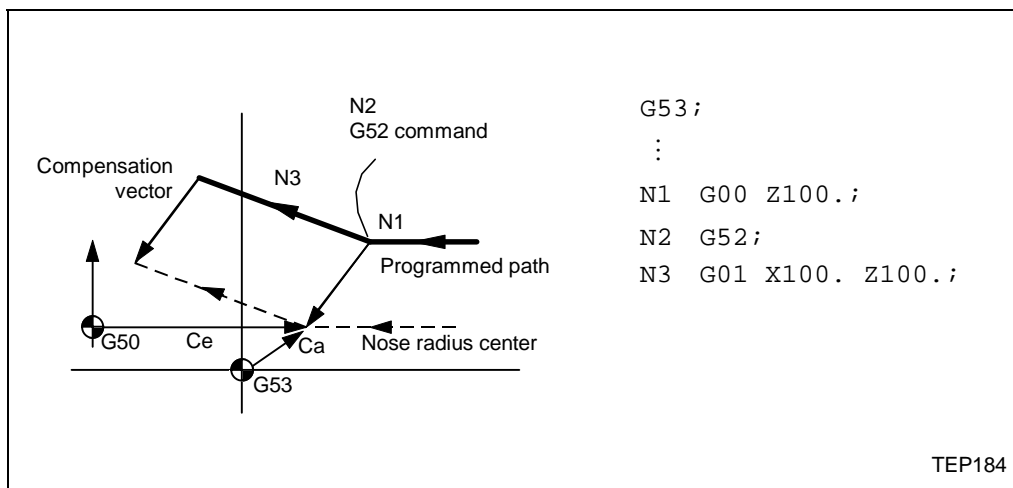 N2
G52 command
Compensation
vector
N3
N1
Programmed path
G50
Ce
Ca
Nose radius center
G53
G53;
⋮
N1 G00 Z100.;
N2 G52;
N3 G01 X100. Z100.;
TEP184